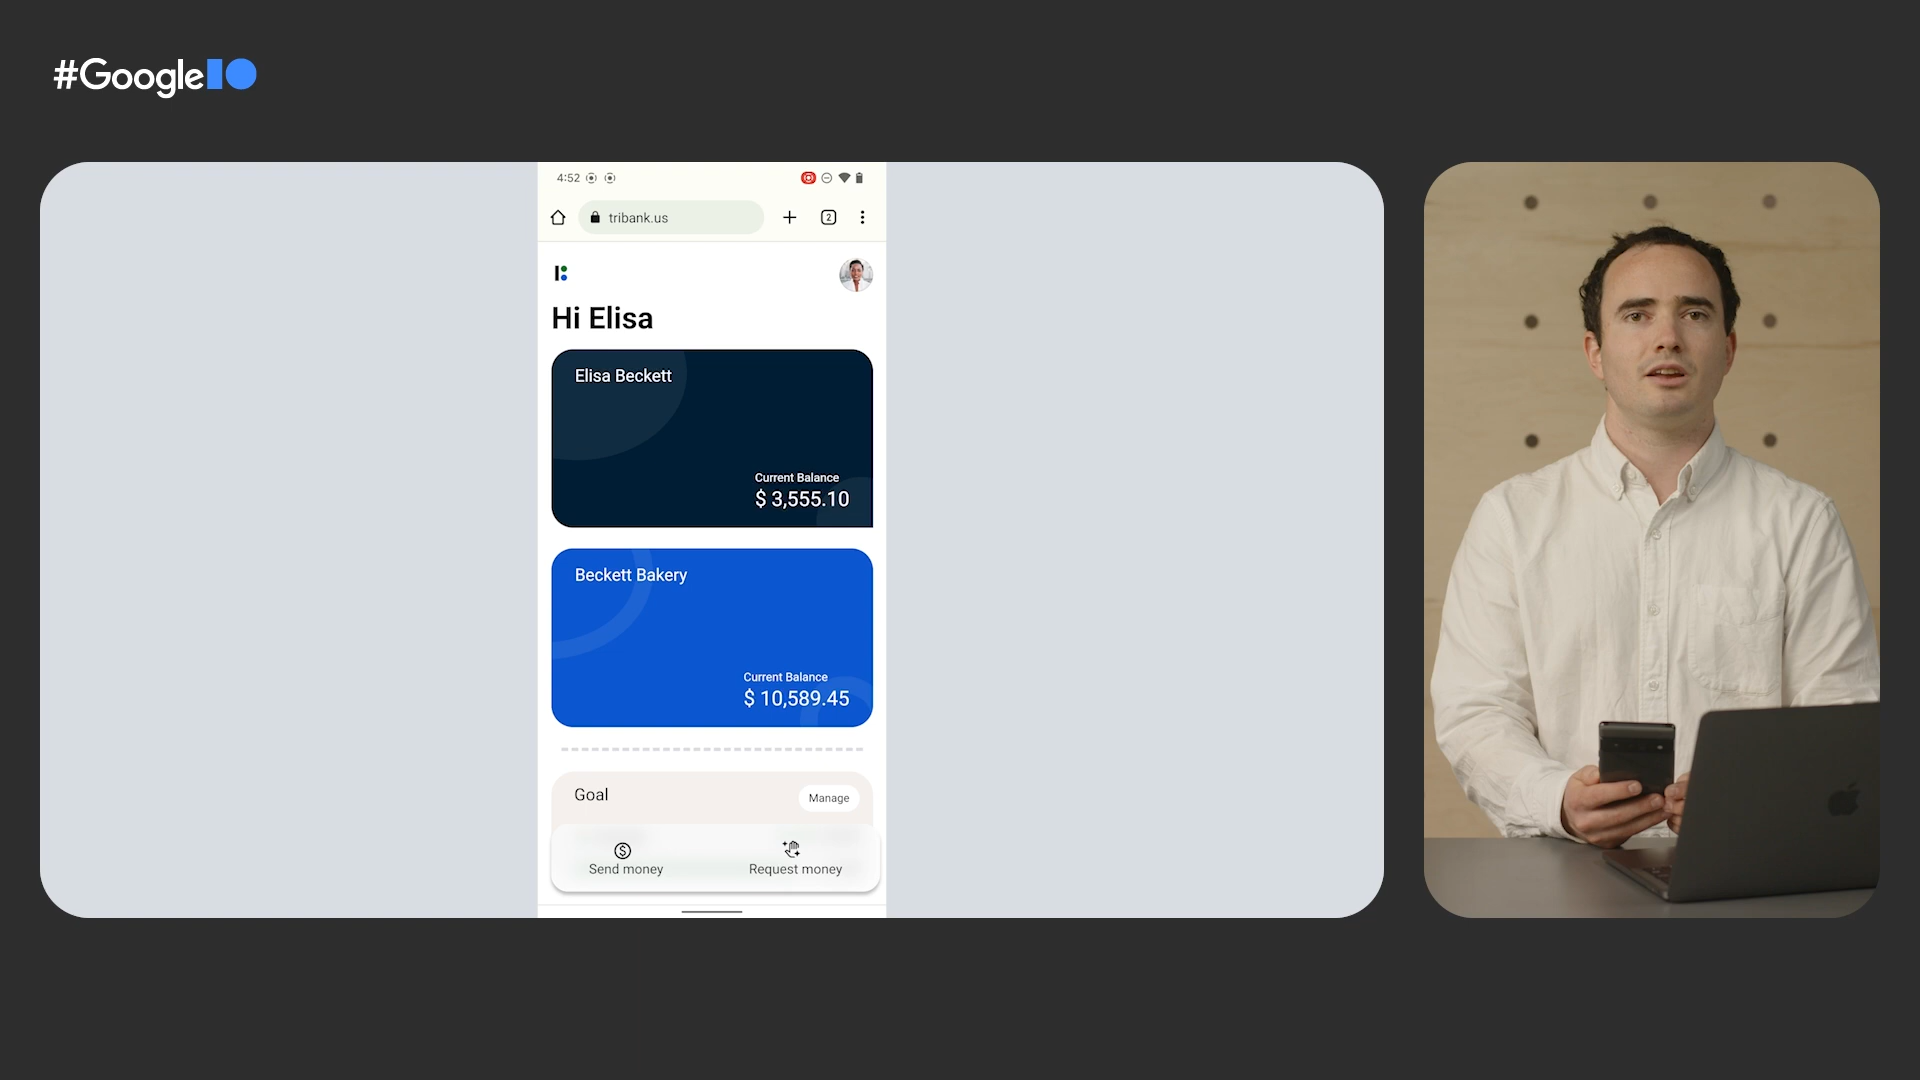 #GoogleIO
4:52
tribank.us
2
Hi Elisa
Elisa Beckett
Current Balance
$ 3,555.10
Beckett Bakery
Current Balance
$ 10,589.45
Goal
Manage
Send money
Request money